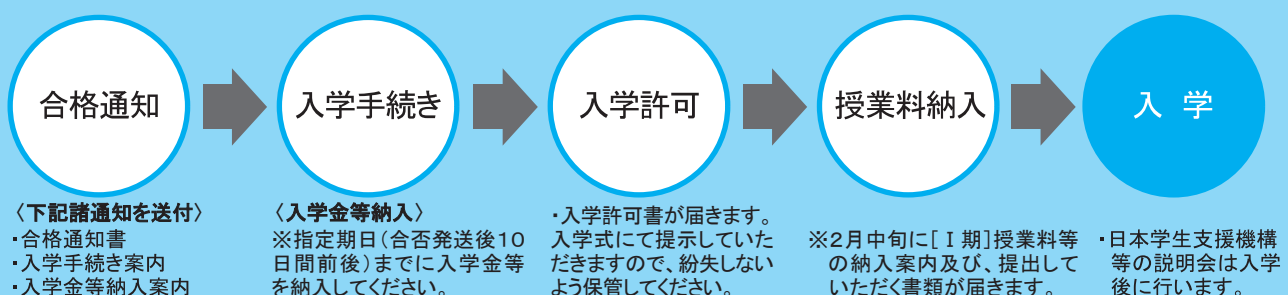 合格通知
入学手続き
入学許可
授業料納入
入 学
〈下記諸通知を送付〉
・合格通知書
・入学手続き案内
・入学金等納入案内
〈入学金等納入〉
※指定期日(合否発送後10
日間前後)までに入学金等
を納入してください。
・入学許可書が届きます。
入学式にて提示していた
だきますので、紛失しない
よう保管してください。
※2月中旬に[Ⅰ期]授業料等
の納入案内及び、提出して
いただく書類が届きます。
・日本学生支援機構
等の説明会は入学
後に行います。